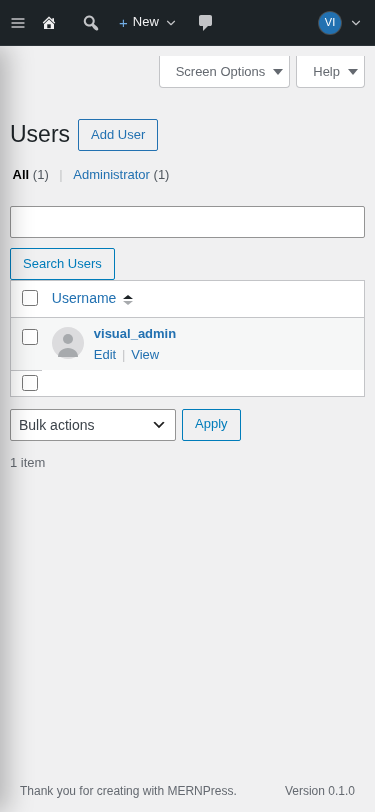 + New VI
Screen Options Help
Users Add User
All (1) | Administrator (1)
Search Users
Username
visual_admin
Edit | View
Bulk actions Apply
1 item
Thank you for creating with MERNPress. Version 0.1.0